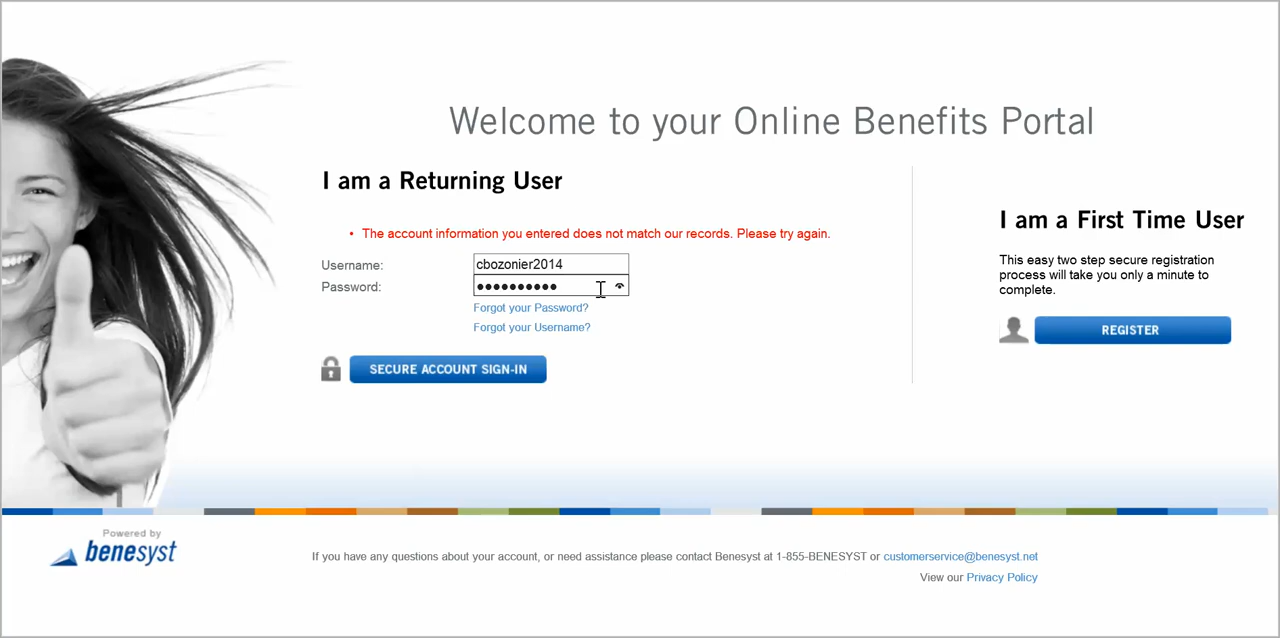 Welcome to your Online Benefits Portal
I am a Returning User
• The account information you entered does not match our records. Please try again.
Username: cbozonier2014
Password: ●●●●●●●●●●
Forgot your Password?
Forgot your Username?
SECURE ACCOUNT SIGN-IN
I am a First Time User
This easy two step secure registration
process will take you only a minute to
complete.
REGISTER
Powered by
benesyst
If you have any questions about your account, or need assistance please contact Benesyst at 1-855-BENESYST or customerservice@benesyst.net
View our Privacy Policy